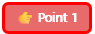 👉 Point 1